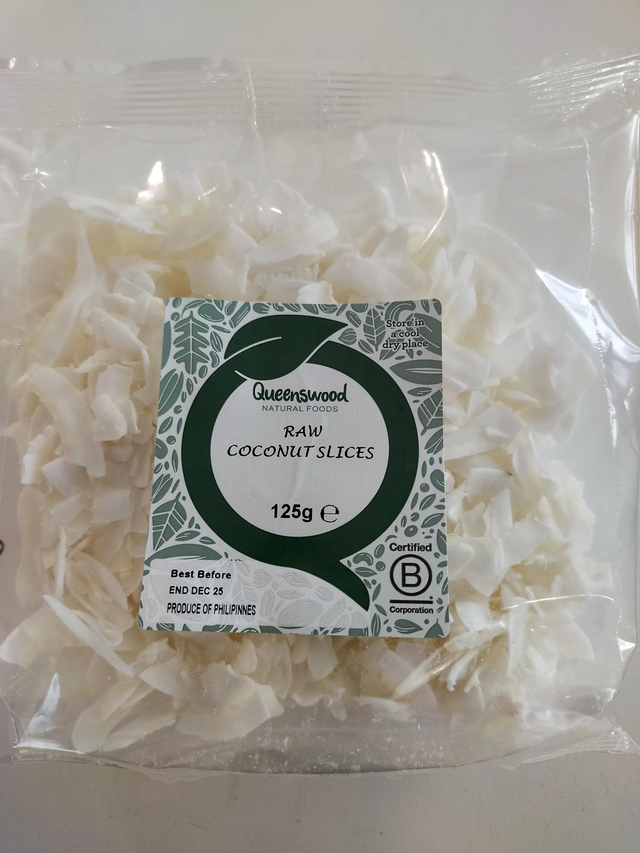 Store in
a cool
dry place
Queenswood
NATURAL FOODS
RAW
COCONUT SLICES
125g ℮
Best Before
END DEC 25
PRODUCE OF PHILIPINNES
Certified
B
Corporation